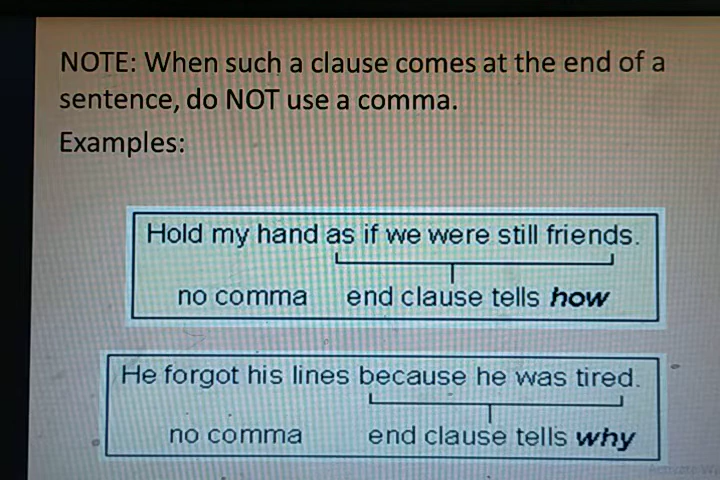 NOTE: When such a clause comes at the end of a
sentence, do NOT use a comma.
Examples:
Hold my hand as if we were still friends.
no comma end clause tells how
He forgot his lines because he was tired.
no comma end clause tells why